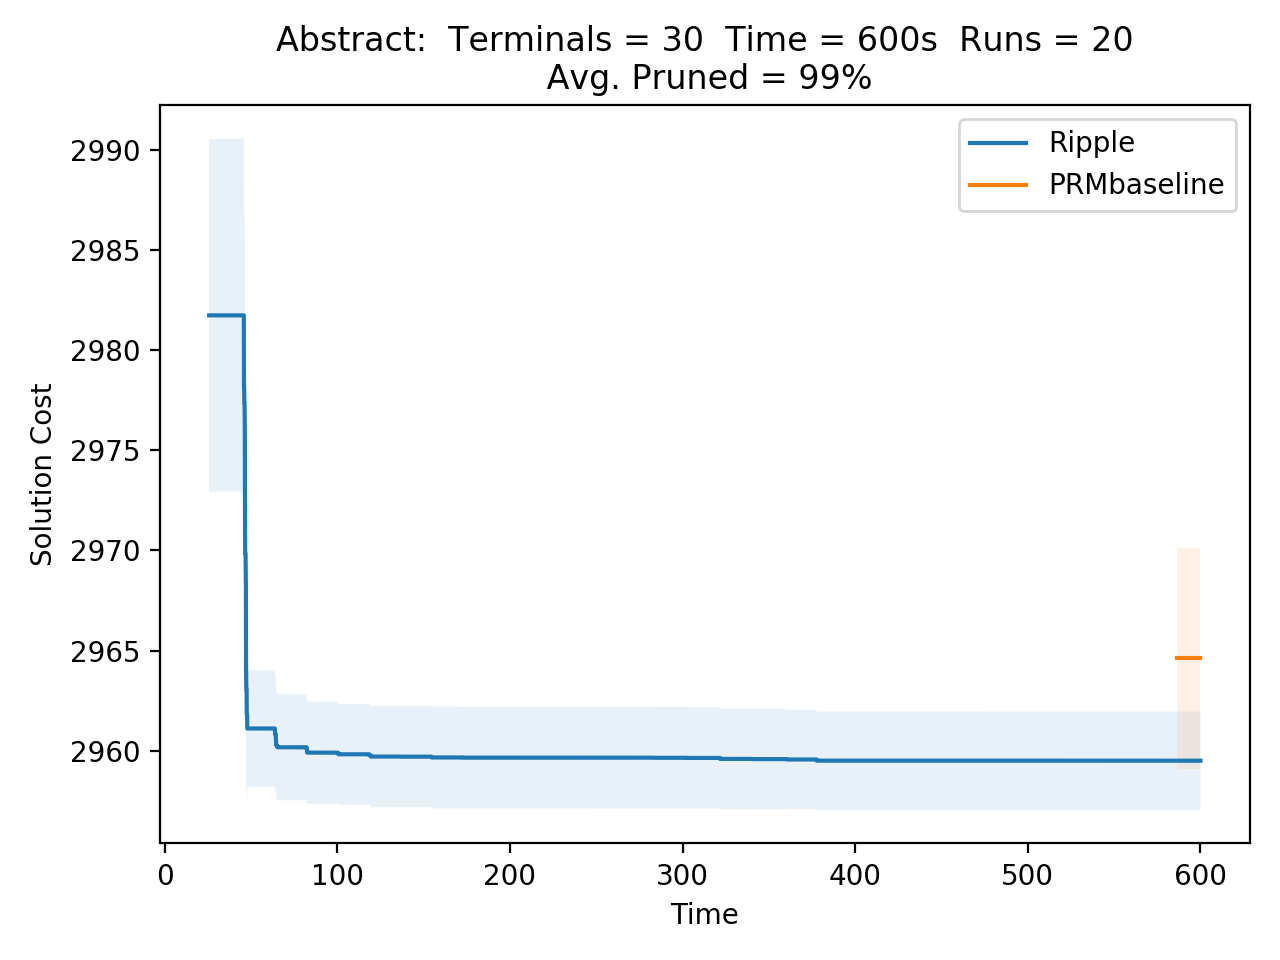 Abstract:  Terminals = 30  Time = 600s  Runs = 20
Avg. Pruned = 99%
Ripple
PRMbaseline
2990
2985
2980
2975
2970
2965
2960
Solution Cost
0 100 200 300 400 500 600
Time